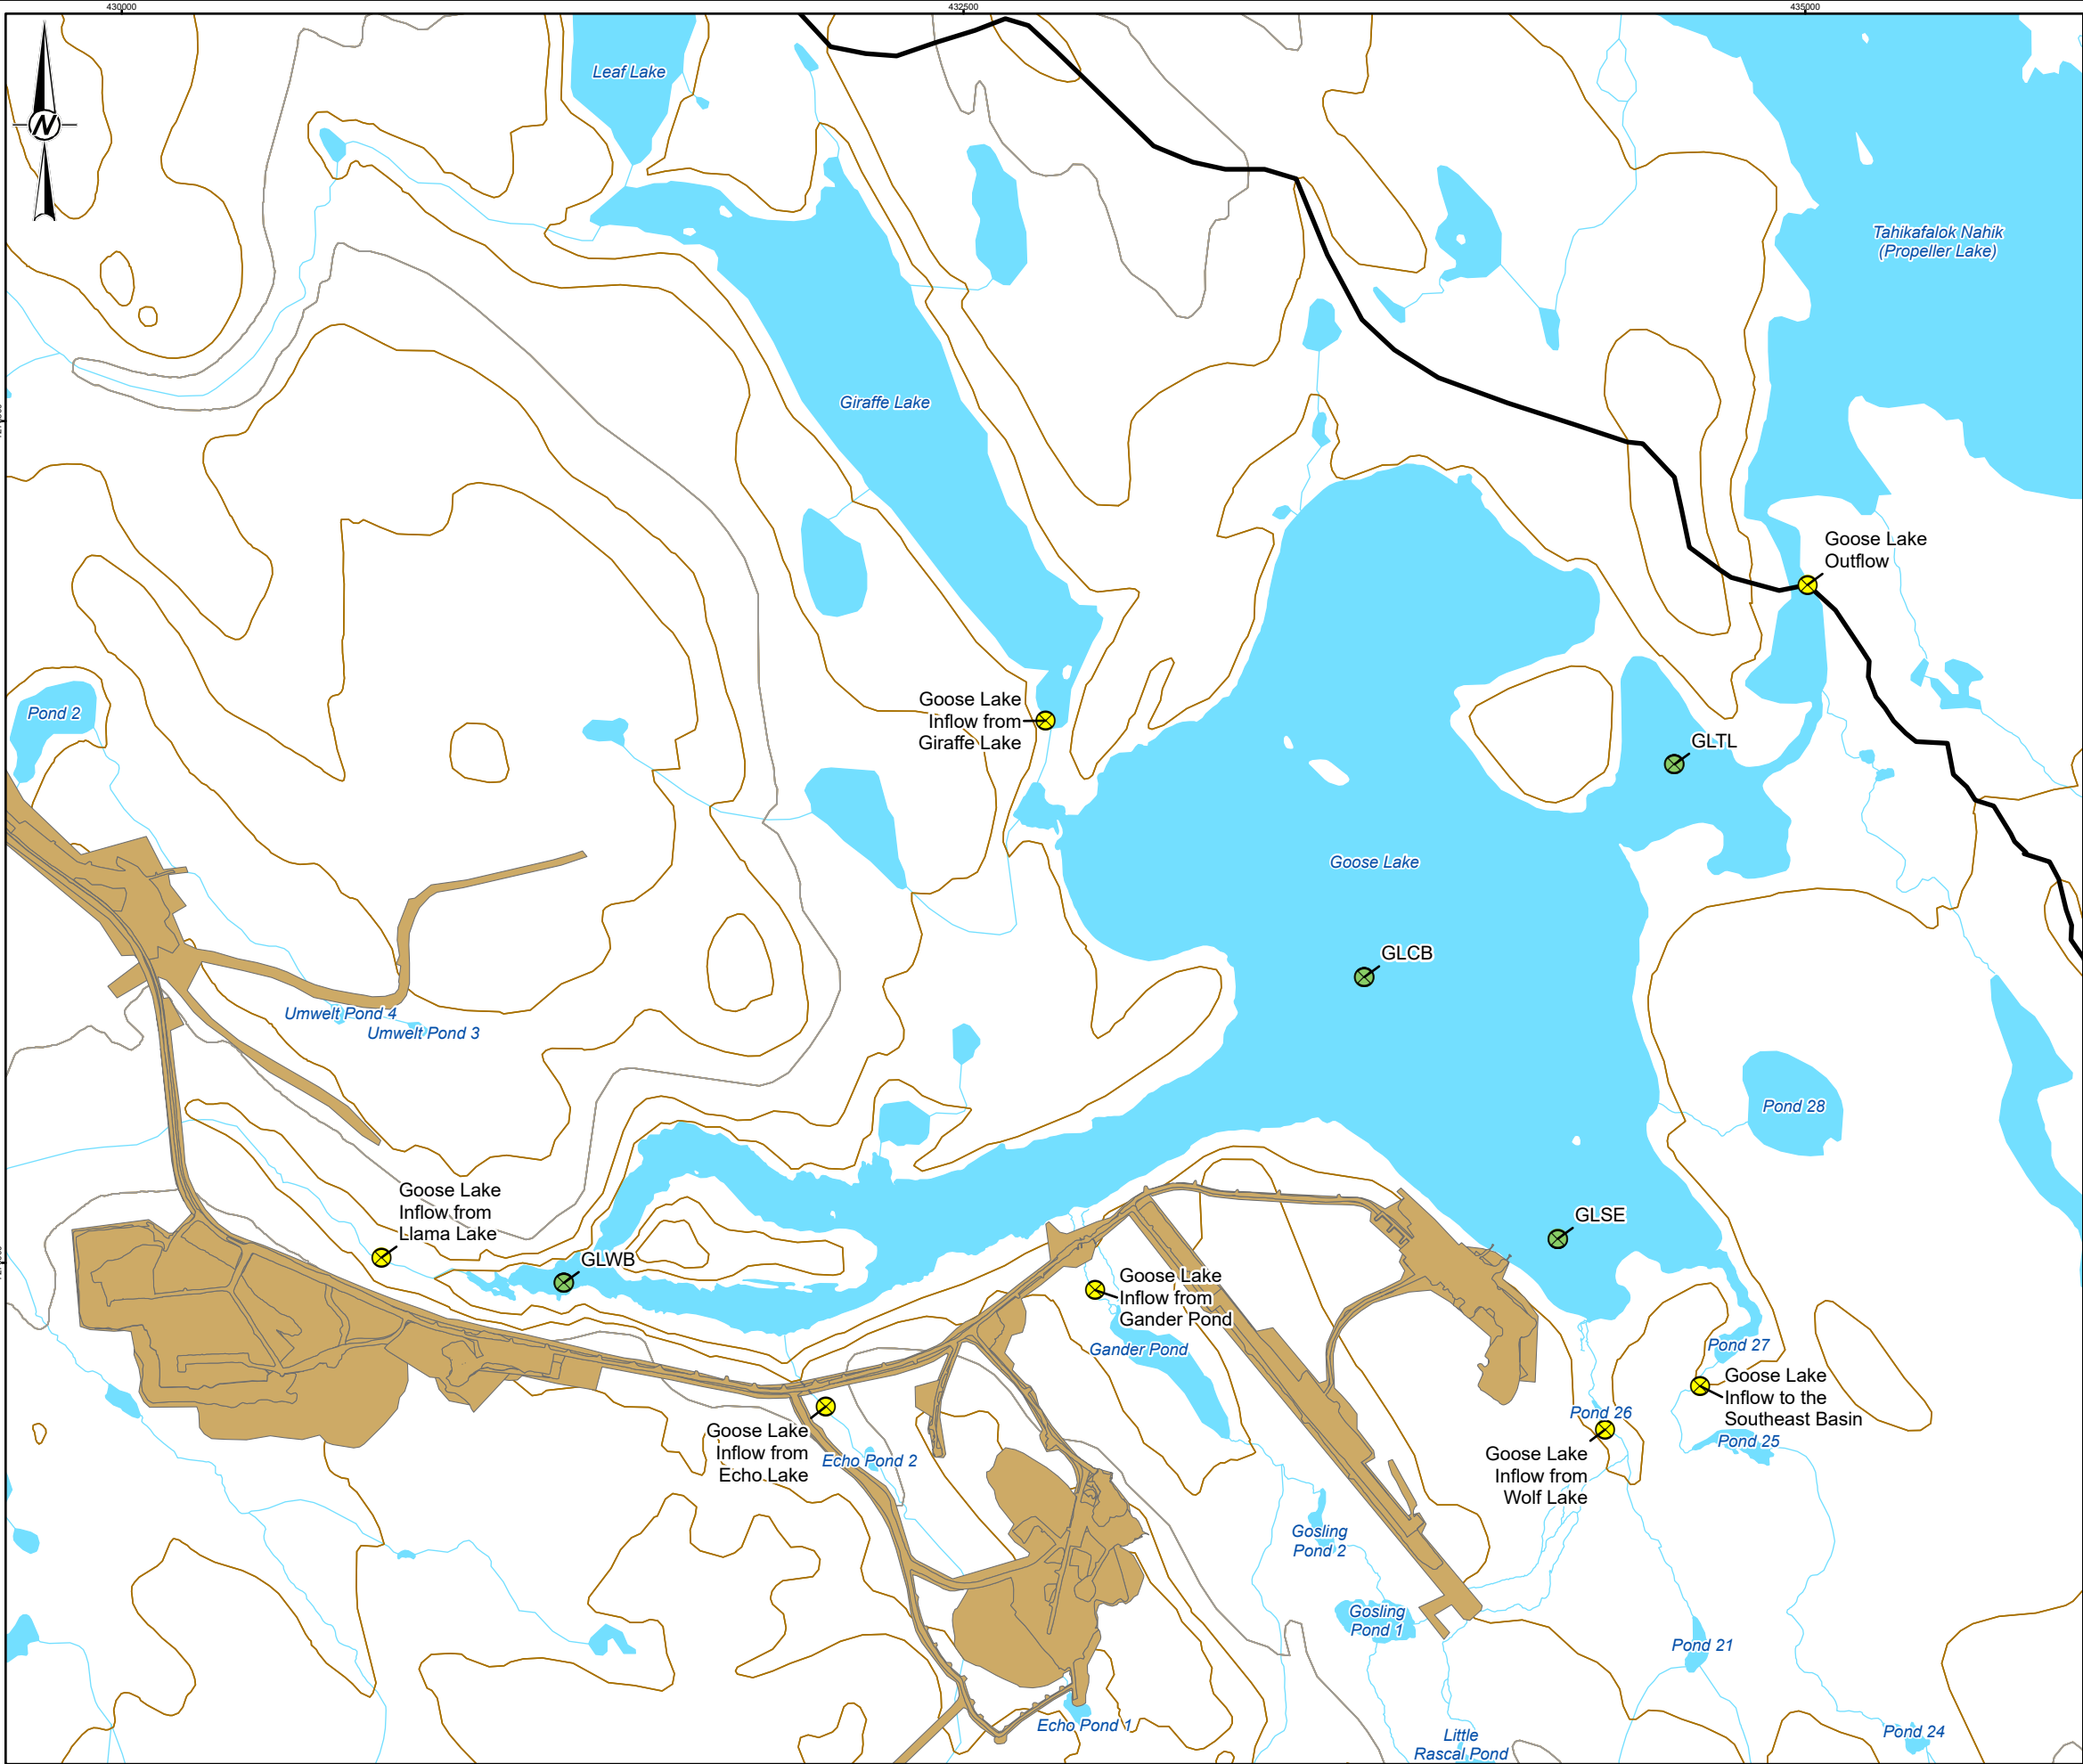 430000
432500
435000
N
Leaf Lake
Tahikafalok Nahik
(Propeller Lake)
Giraffe Lake
Goose Lake
Outflow
Pond 2
Goose Lake
Inflow from
Giraffe Lake
GLTL
Goose Lake
GLCB
Umwelt Pond 4
Umwelt Pond 3
Pond 28
Goose Lake
Inflow from
Llama Lake
GLSE
GLWB
Goose Lake
Inflow from
Gander Pond
Gander Pond
Pond 27
Goose Lake
Inflow to the
Southeast Basin
Pond 26
Pond 25
Goose Lake
Inflow from
Echo Lake
Echo Pond 2
Goose Lake
Inflow from
Wolf Lake
Gosling
Pond 2
Gosling
Pond 1
Pond 21
Echo Pond 1
Little
Rascal Pond
Pond 24